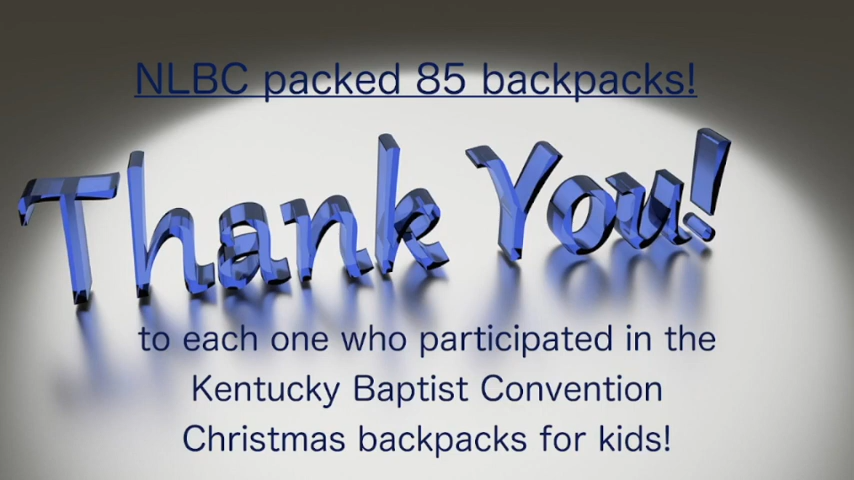 NLBC packed 85 backpacks!
Thank You!
to each one who participated in the
Kentucky Baptist Convention
Christmas backpacks for kids!